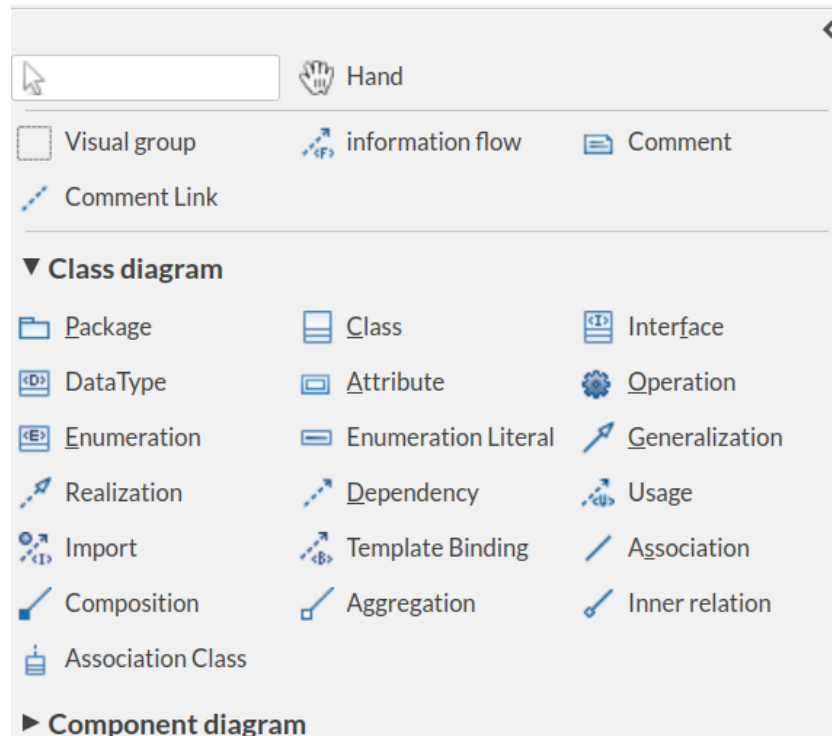 Hand
Visual group information flow Comment
Comment Link
Class diagram
Package Class Interface
DataType Attribute Operation
Enumeration Enumeration Literal Generalization
Realization Dependency Usage
Import Template Binding Association
Composition Aggregation Inner relation
Association Class
Component diagram